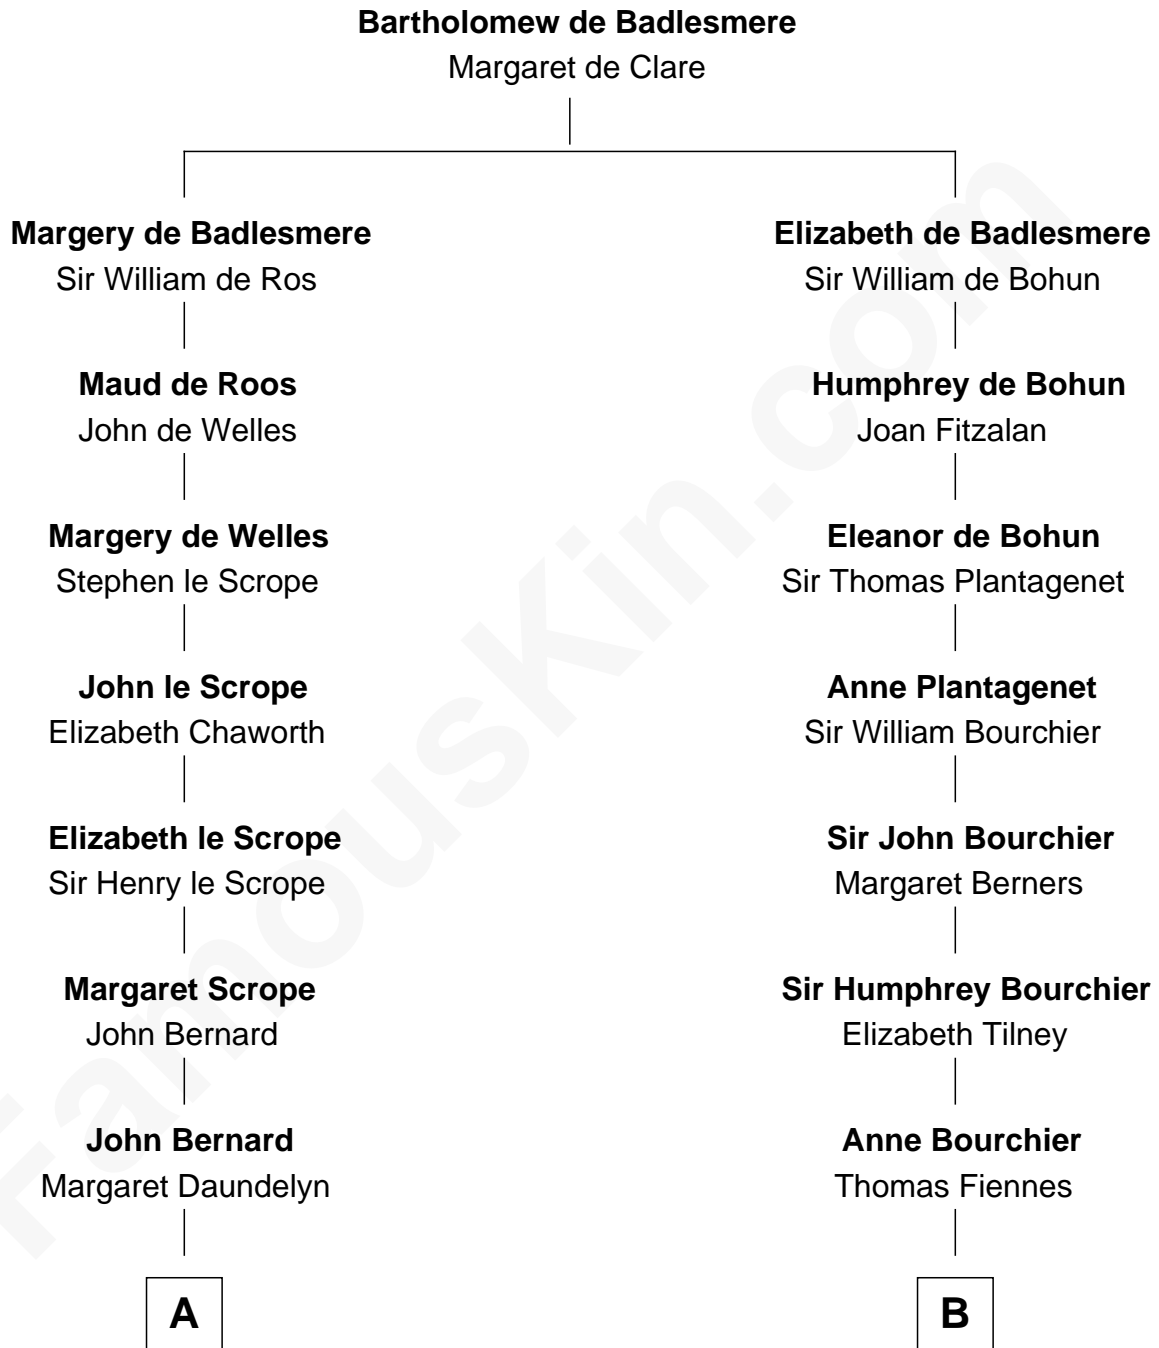 Bartholomew de Badlesmere
Margaret de Clare
Margery de Badlesmere
Sir William de Ros
Maud de Roos
John de Welles
Margery de Welles
Stephen le Scrope
John le Scrope
Elizabeth Chaworth
Elizabeth le Scrope
Sir Henry le Scrope
Margaret Scrope
John Bernard
John Bernard
Margaret Daundelyn
A
Elizabeth de Badlesmere
Sir William de Bohun
Humphrey de Bohun
Joan Fitzalan
Eleanor de Bohun
Sir Thomas Plantagenet
Anne Plantagenet
Sir William Bourchier
Sir John Bourchier
Margaret Berners
Sir Humphrey Bourchier
Elizabeth Tilney
Anne Bourchier
Thomas Fiennes
B
FamousKin.com